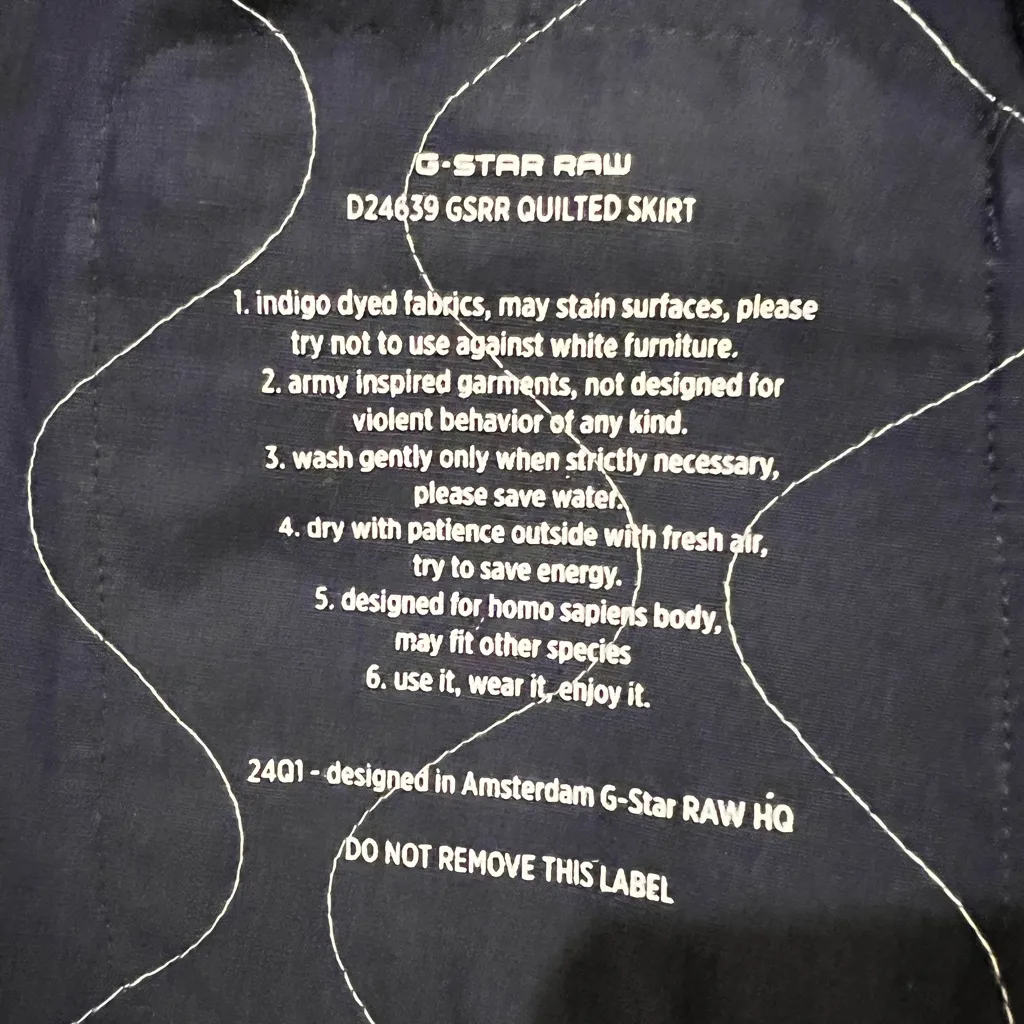 G-STAR RAW
D24639 GSRR QUILTED SKIRT
1. indigo dyed fabrics, may stain surfaces, please
try not to use against white furniture.
2. army inspired garments, not designed for
violent behavior of any kind.
3. wash gently only when strictly necessary,
please save water.
4. dry with patience outside with fresh air,
try to save energy.
5. designed for homo sapiens body,
may fit other species
6. use it, wear it, enjoy it.
24Q1 - designed in Amsterdam G-Star RAW HQ
DO NOT REMOVE THIS LABEL